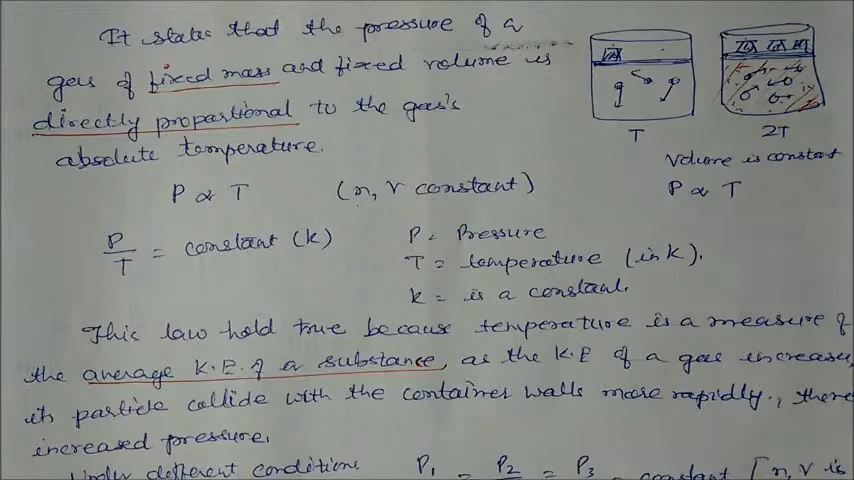 It states that the pressure of a
gas of fixed mass and fixed volume is
directly propostional to the gas's
absolute temperature.
T
2T
Volume is constant
P ∝ T
P ∝ T (n, V constant)
P/T = constant (k)
P = Pressure
T = temperature (in k).
k = is a constant.
This law hold true because temperature is a measure of
the average K.E. of a substance, as the K.E of a gas increases,
its particle collide with the container walls more rapidly., there
increased pressure.
Under different conditions P1 = P2 = P3 = constant [n, V is